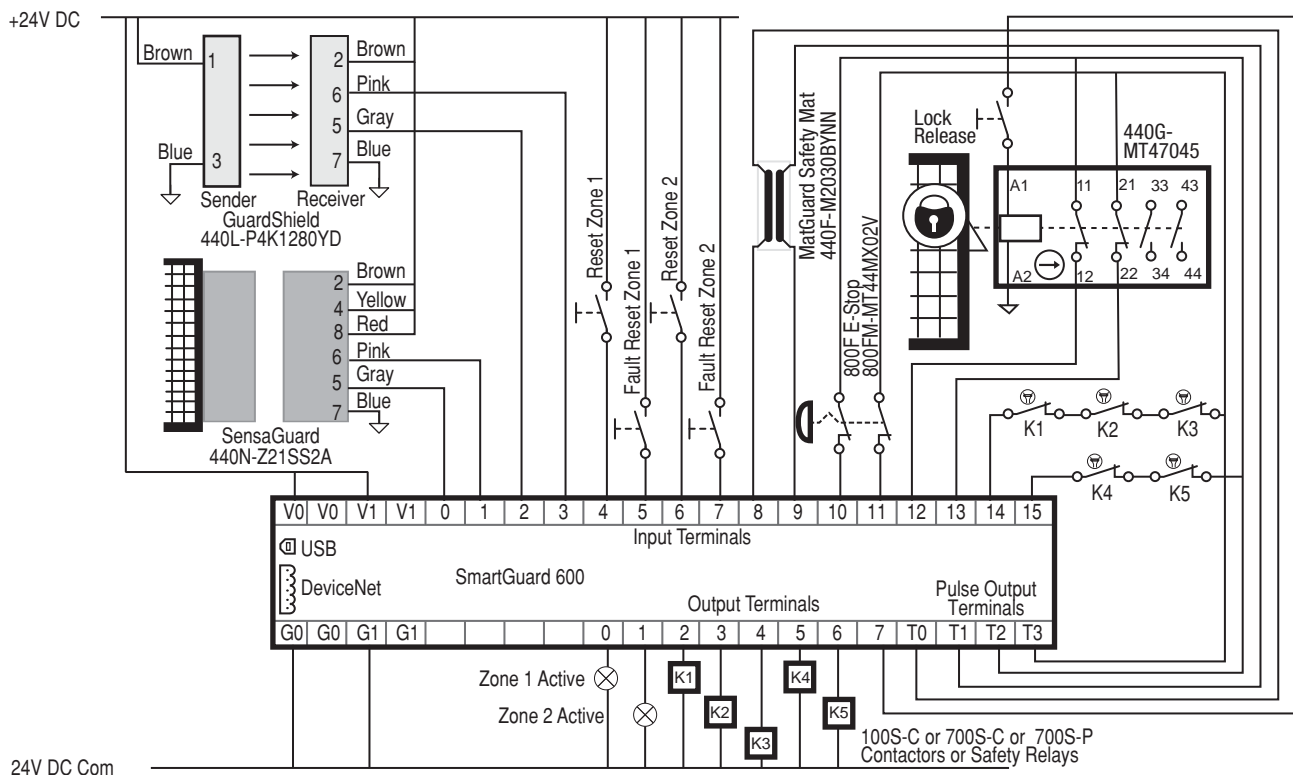 +24V DC
Brown
1
2
Brown
Pink
6
Gray
5
Blue
3
7
Blue
Sender
Receiver
GuardShield
440L-P4K1280YD
2
Brown
4
Yellow
8
Red
6
Pink
5
Gray
7
Blue
SensaGuard
440N-Z21SS2A
Reset Zone 1
Fault Reset Zone 1
Reset Zone 2
Fault Reset Zone 2
MatGuard Safety Mat
440F-M2030BYNN
800F E-Stop
800FM-MT44MX02V
Lock
Release
440G-
MT47045
A1 11 21 33 43
A2 12 22 34 44
K1 K2 K3
K4 K5
V0 V0 V1 V1 0 1 2 3 4 5 6 7 8 9 10 11 12 13 14 15
Input Terminals
USB
DeviceNet
SmartGuard 600
Output Terminals
Pulse Output
Terminals
G0 G0 G1 G1 0 1 2 3 4 5 6 7 T0 T1 T2 T3
Zone 1 Active
K1
K4
Zone 2 Active
K2
K5
K3
100S-C or 700S-C or 700S-P
Contactors or Safety Relays
24V DC Com